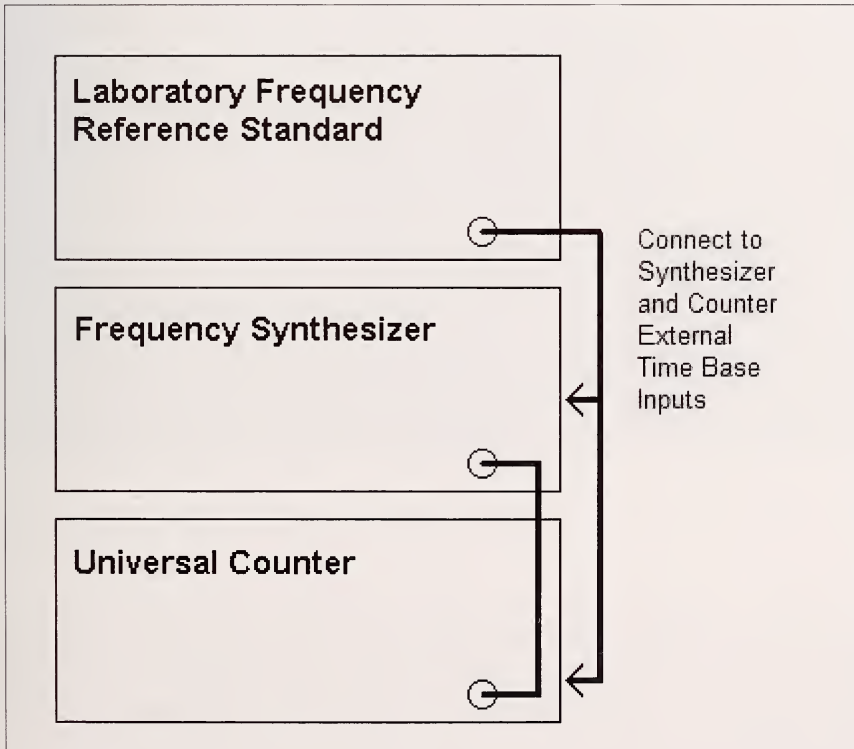 Laboratory Frequency
Reference Standard
Frequency Synthesizer
Universal Counter
Connect to
Synthesizer
and Counter
External
Time Base
Inputs